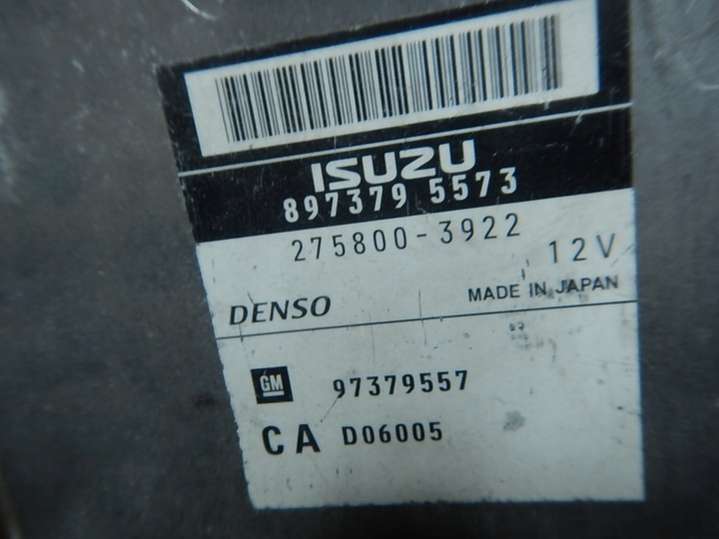 ISUZU
897379 5573
275800-3922
12V
DENSO MADE IN JAPAN
GM 97379557
CA D06005